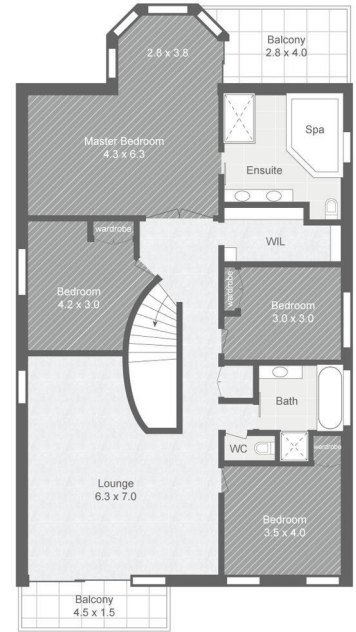 Balcony
2.8 x 4.0
2.8 x 3.8
Spa
Master Bedroom
4.3 x 6.3
Ensuite
wardrobe
WIL
Bedroom
4.2 x 3.0
wardrobe
Bedroom
3.0 x 3.0
Bath
WC
wardrobe
Lounge
6.3 x 7.0
Bedroom
3.5 x 4.0
Balcony
4.5 x 1.5